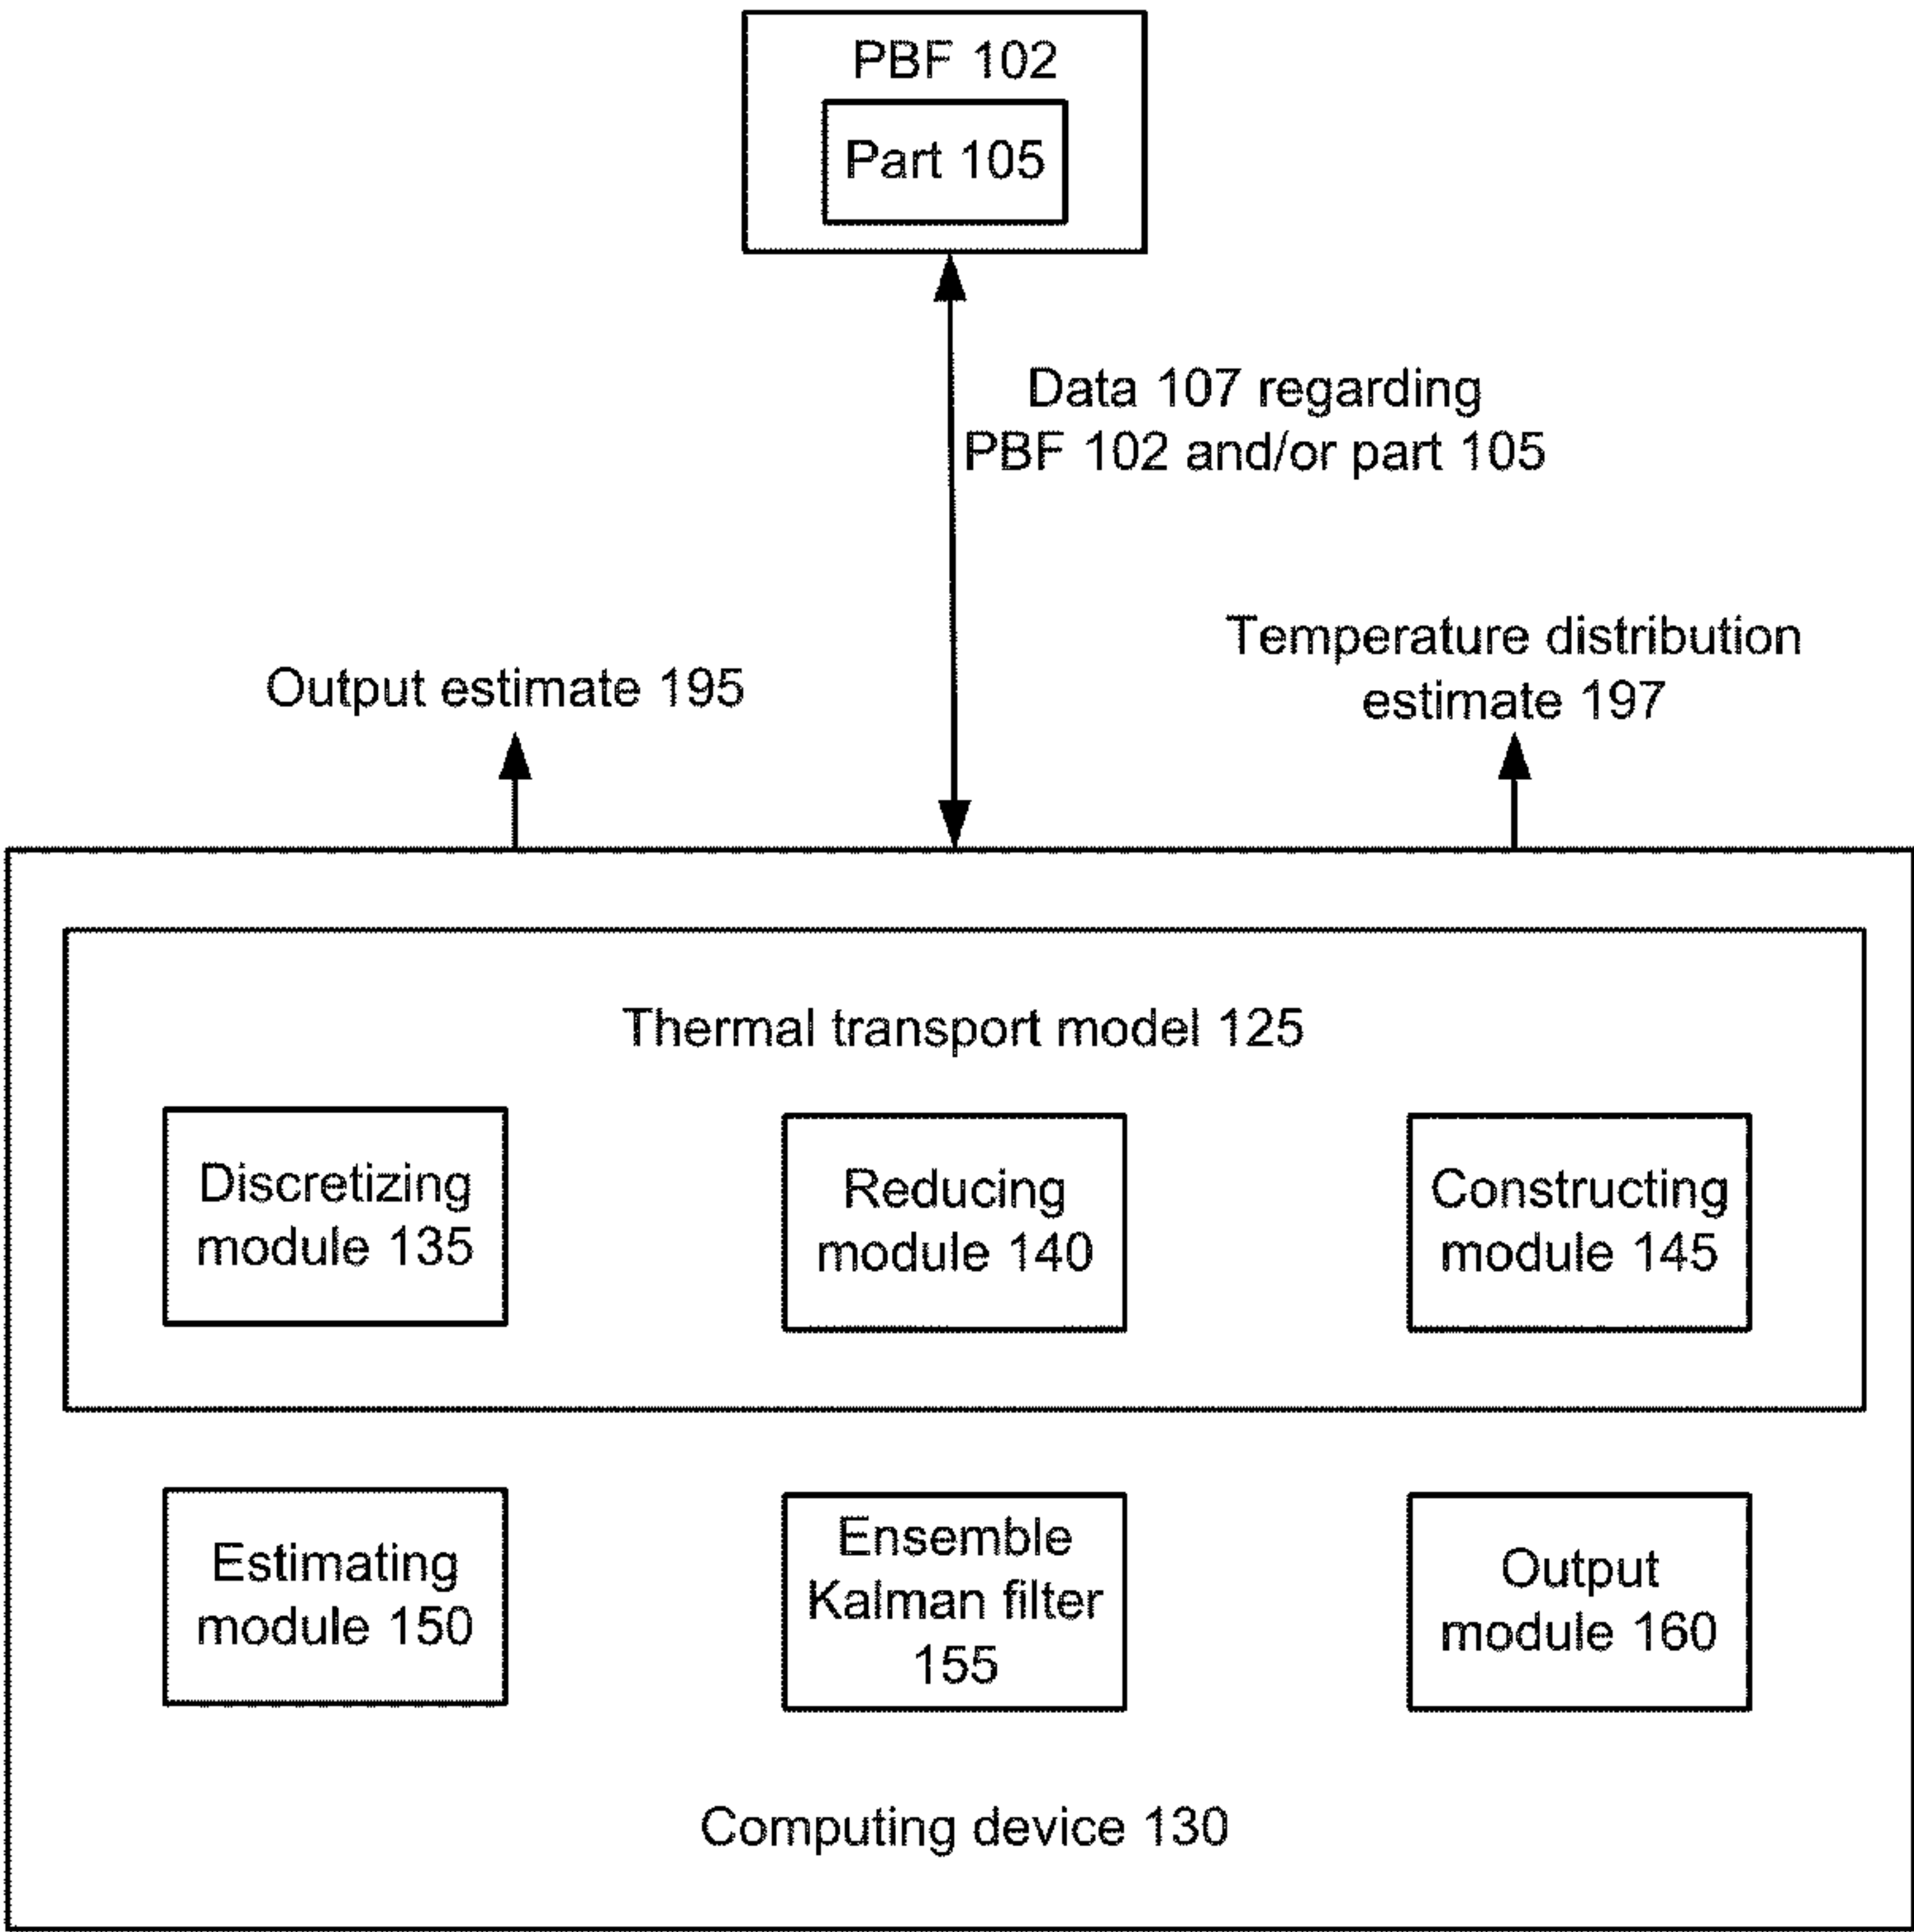 PBF 102
Part 105
Data 107 regarding
PBF 102 and/or part 105
Output estimate 195
Temperature distribution
estimate 197
Thermal transport model 125
Discretizing
module 135
Reducing
module 140
Constructing
module 145
Estimating
module 150
Ensemble
Kalman filter
155
Output
module 160
Computing device 130